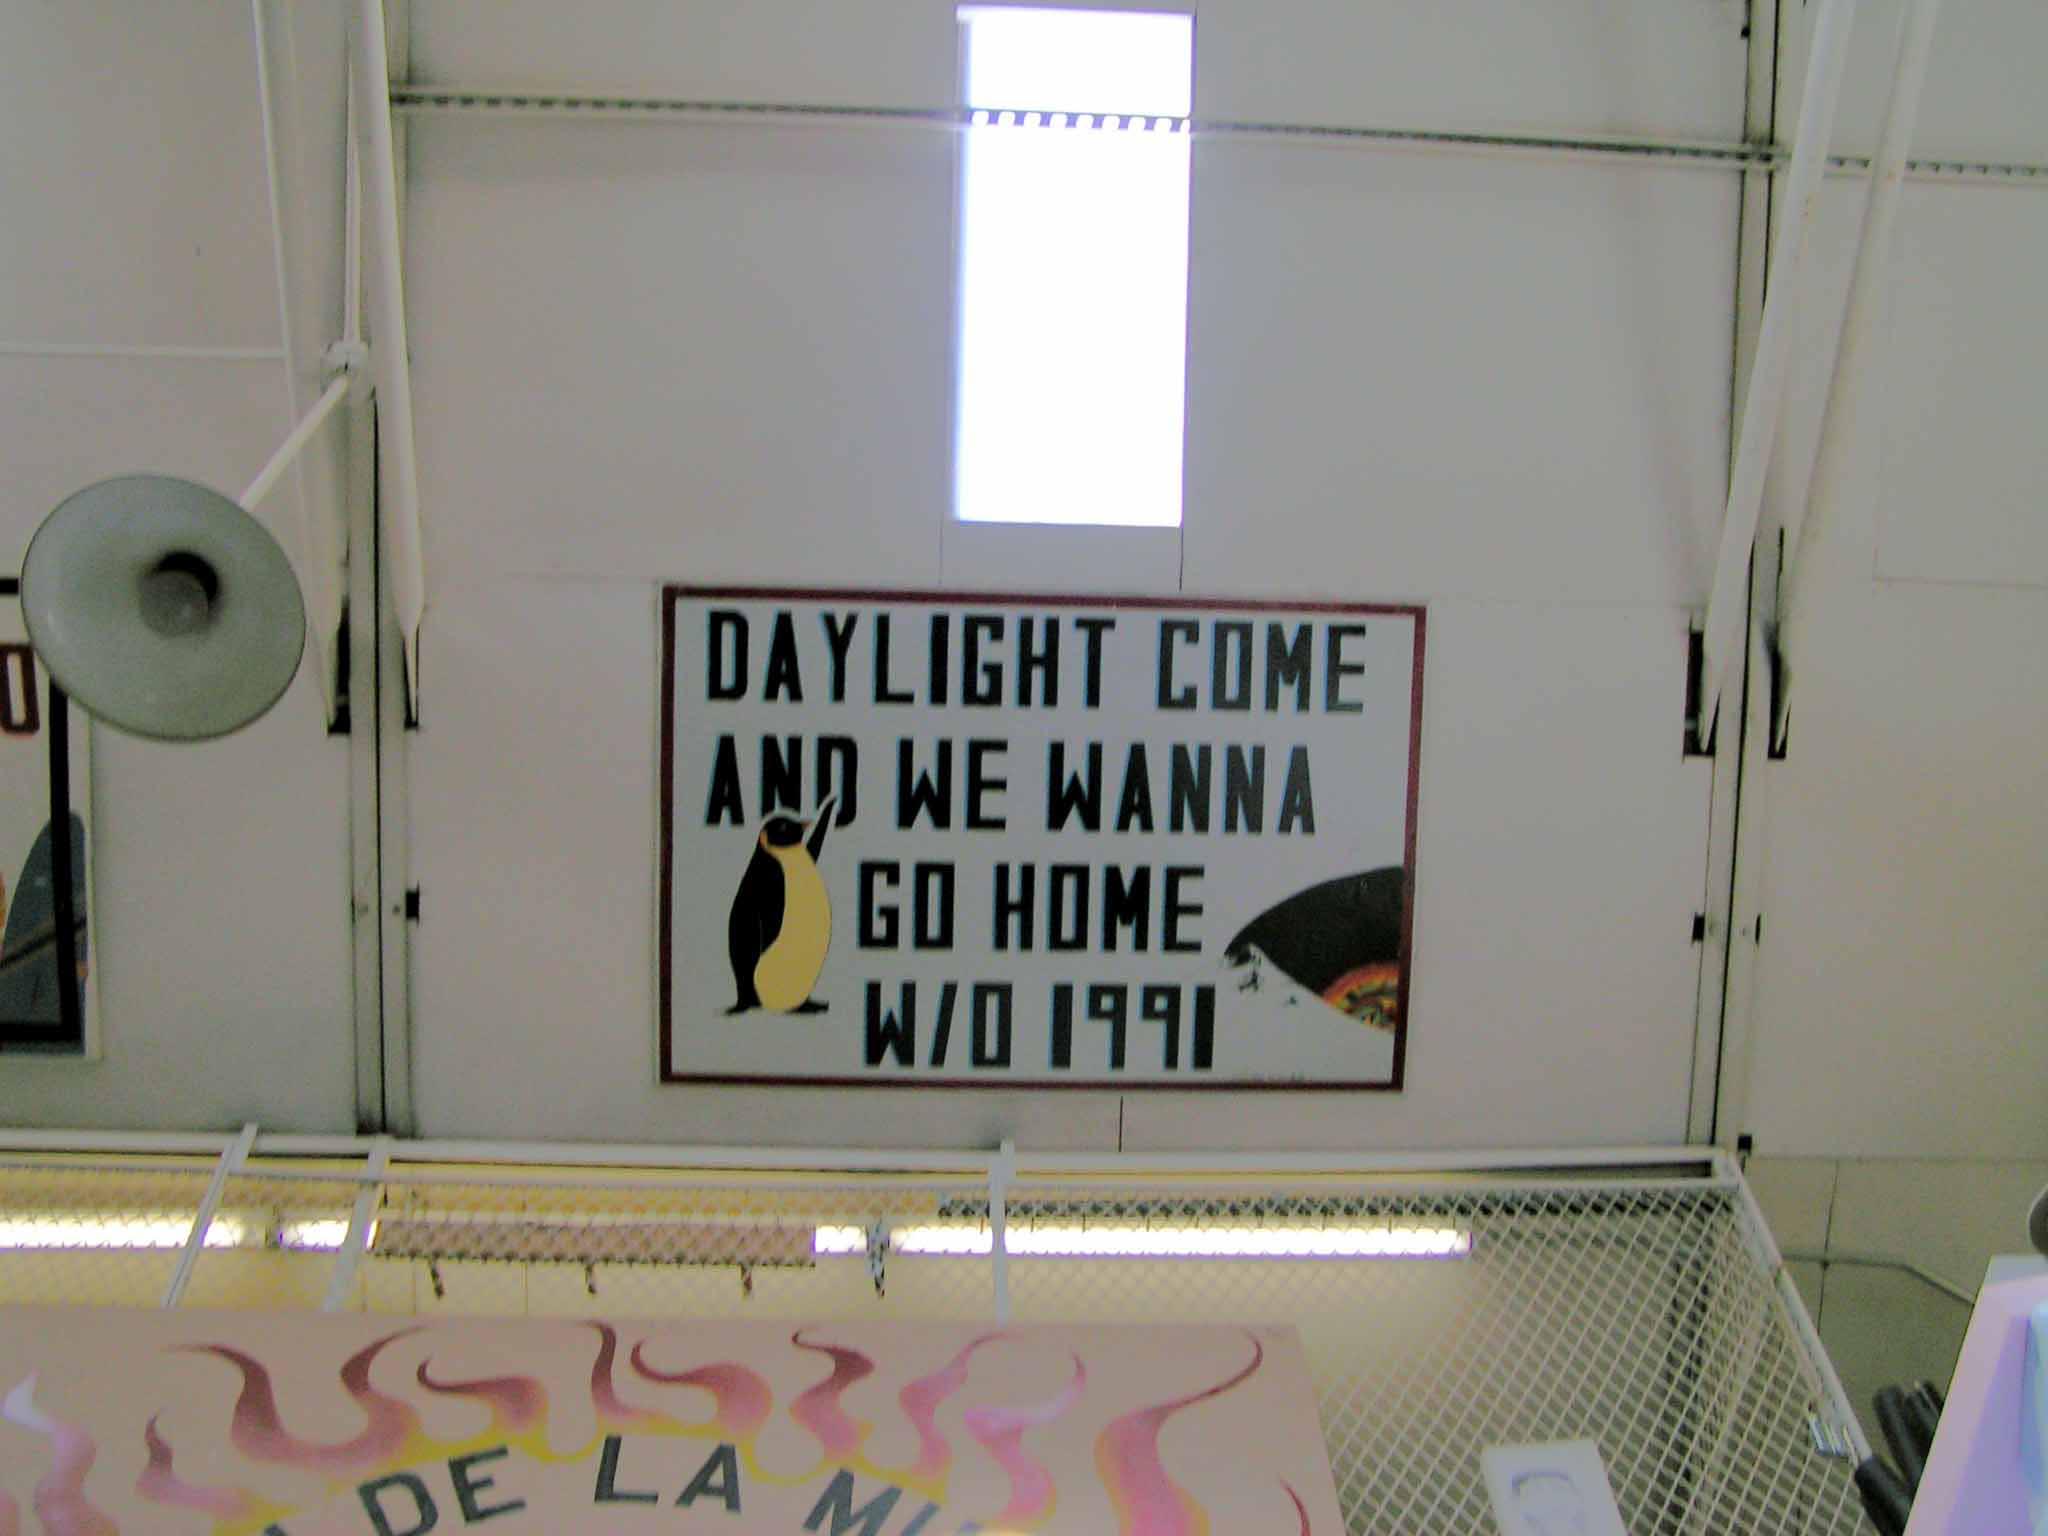 DAYLIGHT COME
AND WE WANNA
GO HOME
W/O 1991
DE LA